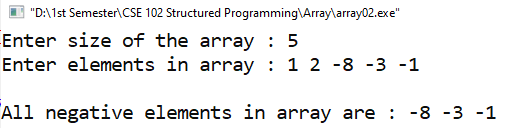 "D:\1st Semester\CSE 102 Structured Programming\Array\array02.exe"
Enter size of the array : 5
Enter elements in array : 1 2 -8 -3 -1
All negative elements in array are : -8 -3 -1